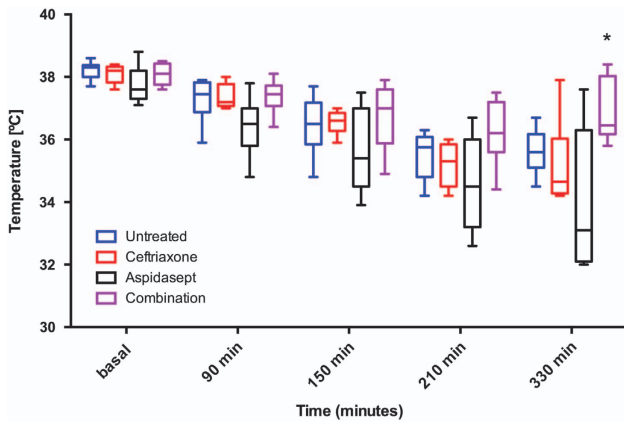 40
38
36
34
32
30
Temperature [ºC]
*
Untreated
Ceftriaxone
Aspidasept
Combination
basal
90 min
150 min
210 min
330 min
Time (minutes)